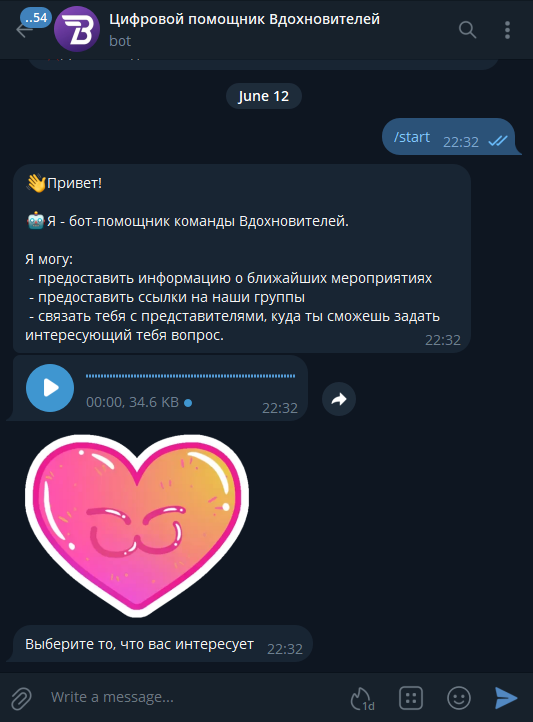 ..54
Цифровой помощник Вдохновителей
bot
June 12
/start 22:32
👋Привет!
🤖Я - бот-помощник команды Вдохновителей.
Я могу:
- предоставить информацию о ближайших мероприятиях
- предоставить ссылки на наши группы
- связать тебя с представителями, куда ты сможешь задать
интересующий тебя вопрос. 22:32
00:00, 34.6 KB 22:32
Выберите то, что вас интересует 22:32
Write a message...
1d